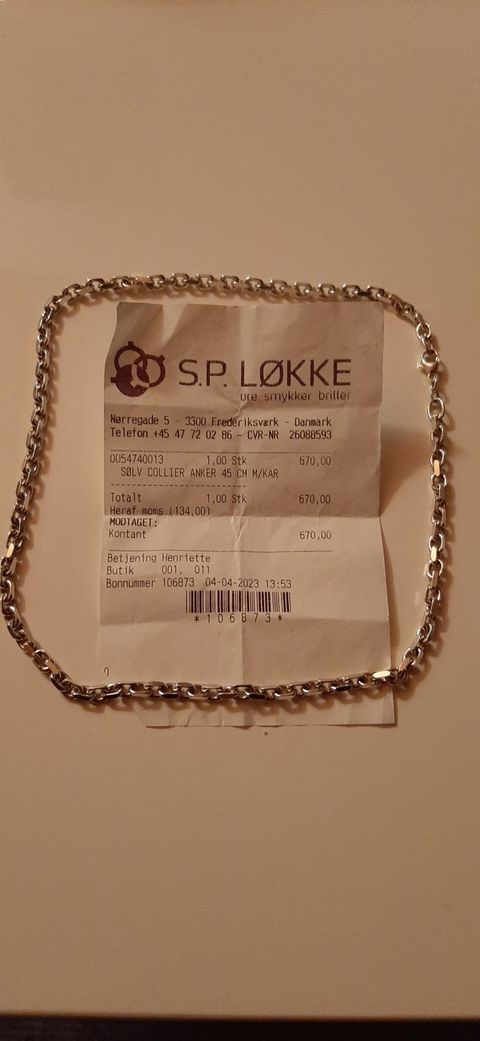 S.P. LØKKE
ure smykker briller
Nørregade 5 - 3300 Frederiksværk - Danmark
Telefon +45 47 72 02 86 - CVR-NR 26088593
0054740013 1,00 Stk 670,00
SØLV COLLIER ANKER 45 CM M/KAR
Totalt 1,00 Stk 670,00
Heraf moms (134,00)
MODTAGET:
Kontant 670,00
Betjening Henriette
Butik 001, 011
Bonnummer 106873 04-04-2023 13:53
*106873*